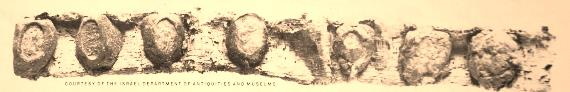 COURTESY OF THE ISRAEL DEPARTMENT OF ANTIQUITIES AND MUSEUMS